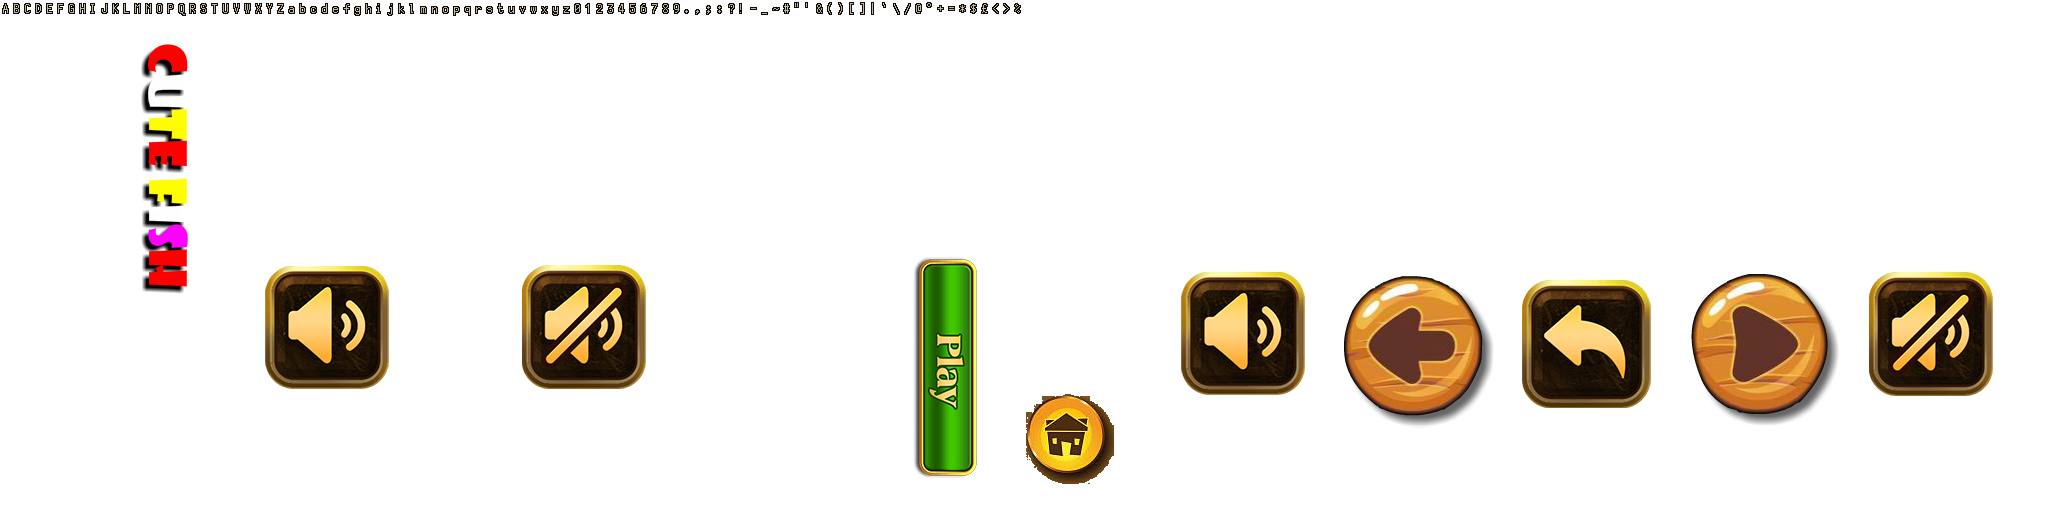 ABCDEFGHIJKLMNOPQRSTUVWXYZabcdefghijklmnopqrstuvwxyz0123456789.,;:?!-_~#"'&()[]|`\/@°+=*$£<>%
CUTE FISH
Play